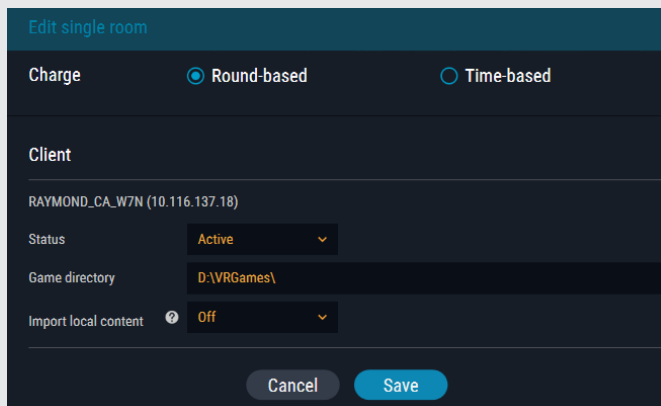 Edit single room
Charge Round-based Time-based
Client
RAYMOND_CA_W7N (10.116.137.18)
Status Active
Game directory D:\VRGames\
Import local content ? Off
Cancel Save